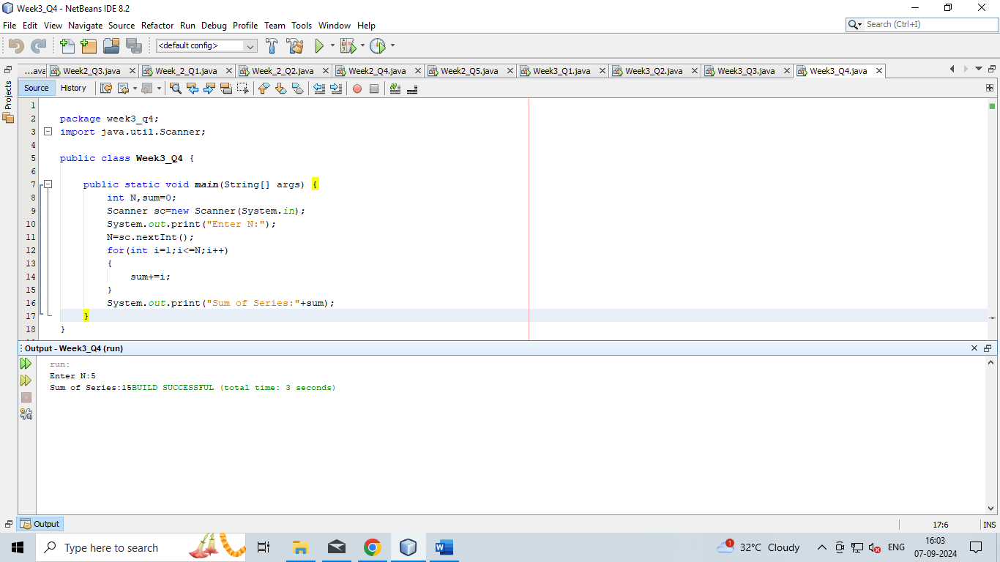 Week3_Q4 - NetBeans IDE 8.2
File Edit View Navigate Source Refactor Run Debug Profile Team Tools Window Help
Search (Ctrl+I)
<default config>
...ava Week2_Q3.java Week_2_Q1.java Week_2_Q2.java Week2_Q4.java Week2_Q5.java Week3_Q1.java Week3_Q2.java Week3_Q3.java Week3_Q4.java
Projects
Source History
1
2 package week3_q4;
3 import java.util.Scanner;
4
5 public class Week3_Q4 {
6
7 public static void main(String[] args) {
8 int N,sum=0;
9 Scanner sc=new Scanner(System.in);
10 System.out.print("Enter N:");
11 N=sc.nextInt();
12 for(int i=1;i<=N;i++)
13 {
14 sum+=i;
15 }
16 System.out.print("Sum of Series:"+sum);
17 }
18 }
Output - Week3_Q4 (run)
run:
Enter N:5
Sum of Series:15BUILD SUCCESSFUL (total time: 3 seconds)
Output
17:6 INS
Type here to search
1 32°C Cloudy ENG 16:03
07-09-2024